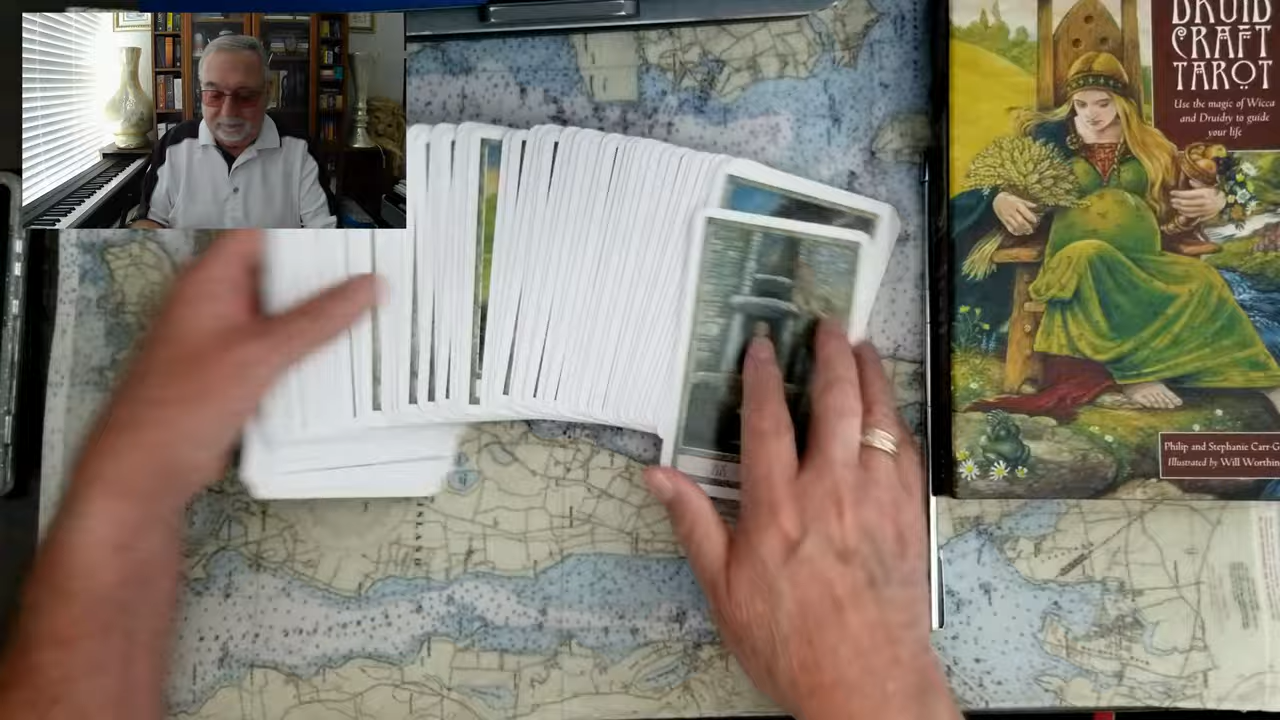 DRUID
CRAFT
TAROT
Use the magic of Wicca
and Druidry to guide
your life
Philip and Stephanie Carr-G
Illustrated by Will Worthin